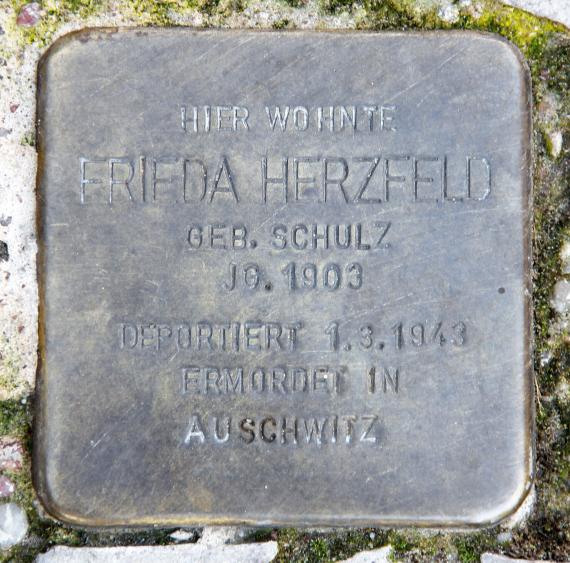 HIER WOHNTE
FRIEDA HERZFELD
GEB. SCHULZ
JG. 1903
DEPORTIERT 1.3.1943
ERMORDET IN
AUSCHWITZ